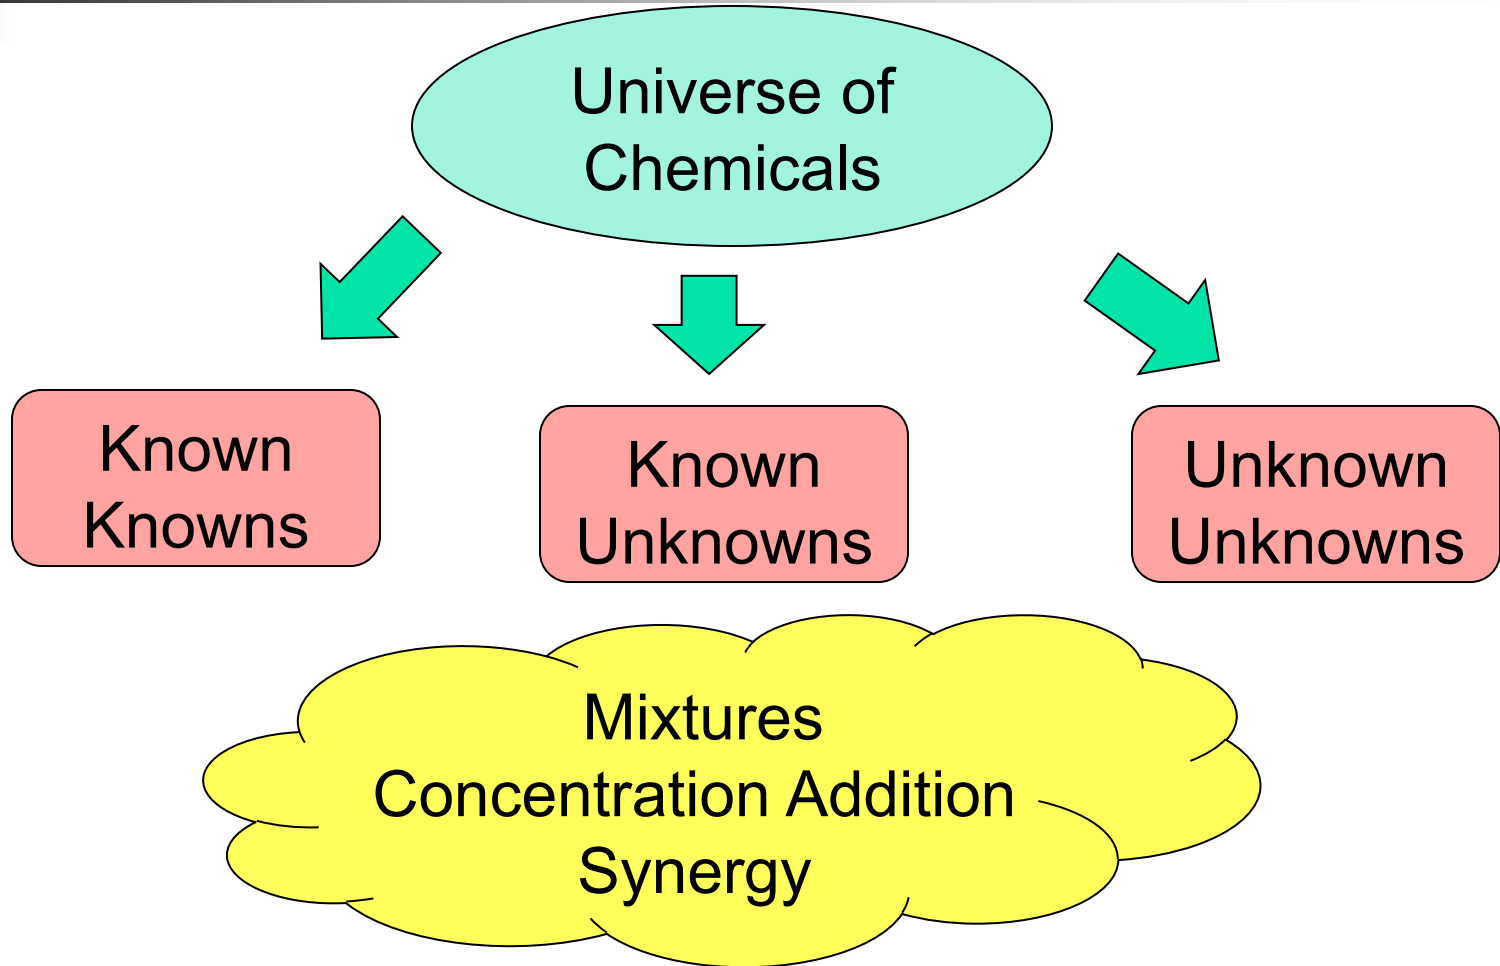 Universe of
Chemicals
Known
Knowns
Known
Unknowns
Unknown
Unknowns
Mixtures
Concentration Addition
Synergy